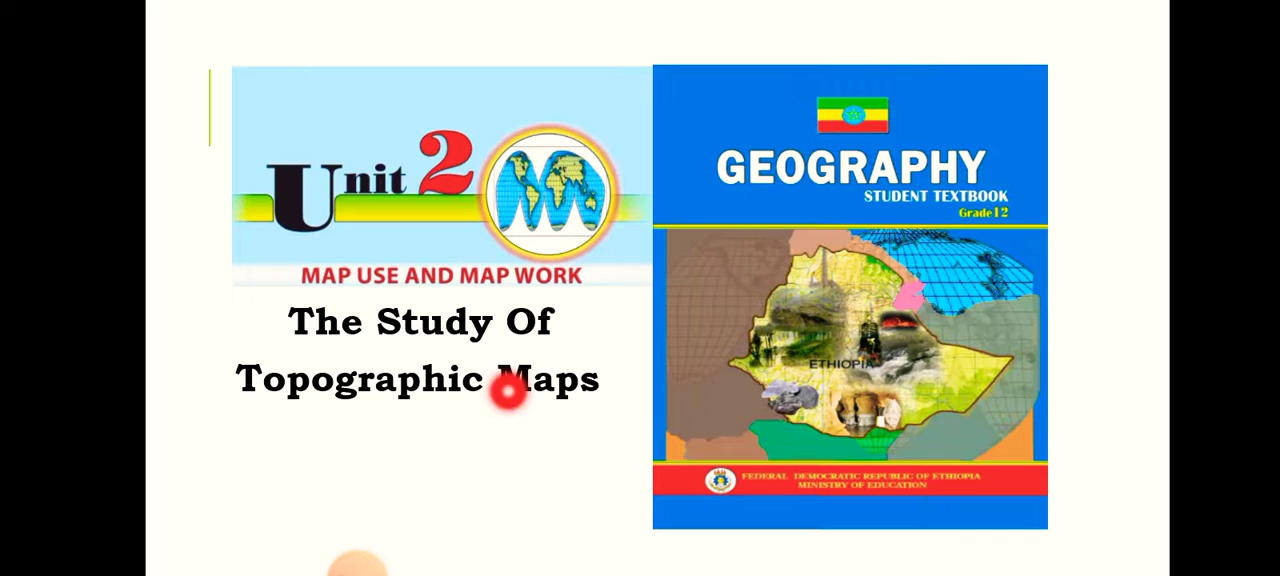 Unit 2
MAP USE AND MAP WORK
The Study Of
Topographic Maps
GEOGRAPHY
STUDENT TEXTBOOK
Grade 12
ETHIOPIA
FEDERAL DEMOCRATIC REPUBLIC OF ETHIOPIA
MINISTRY OF EDUCATION